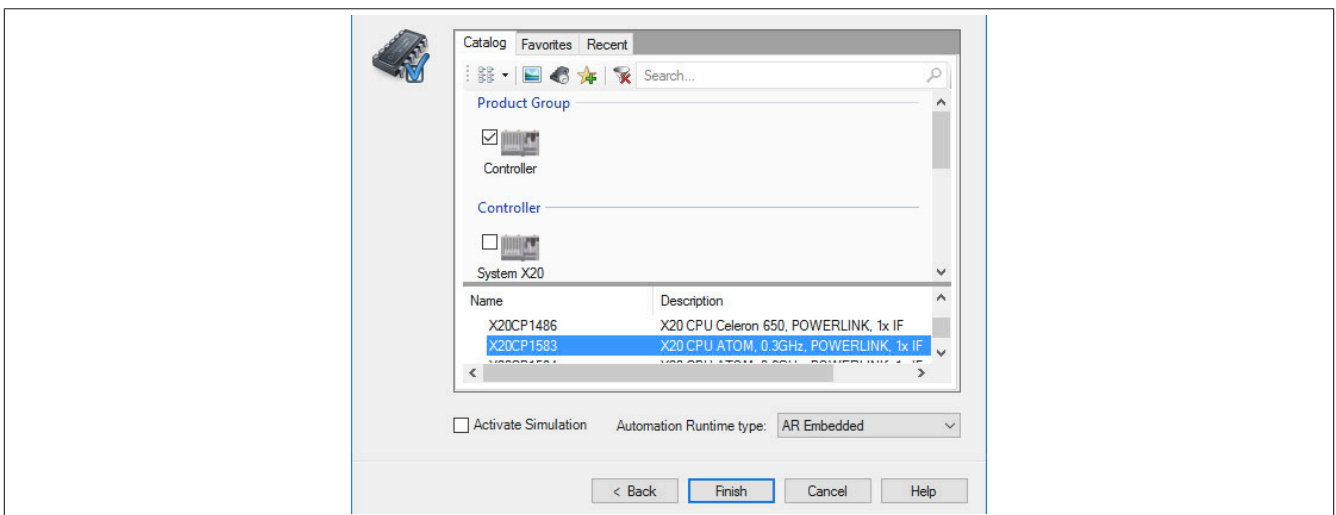 Catalog Favorites Recent
Search...
Product Group
Controller
Controller
System X20
Name Description
X20CP1486 X20 CPU Celeron 650, POWERLINK, 1x IF
X20CP1583 X20 CPU ATOM, 0.3GHz, POWERLINK, 1x IF
Activate Simulation Automation Runtime type: AR Embedded
< Back Finish Cancel Help